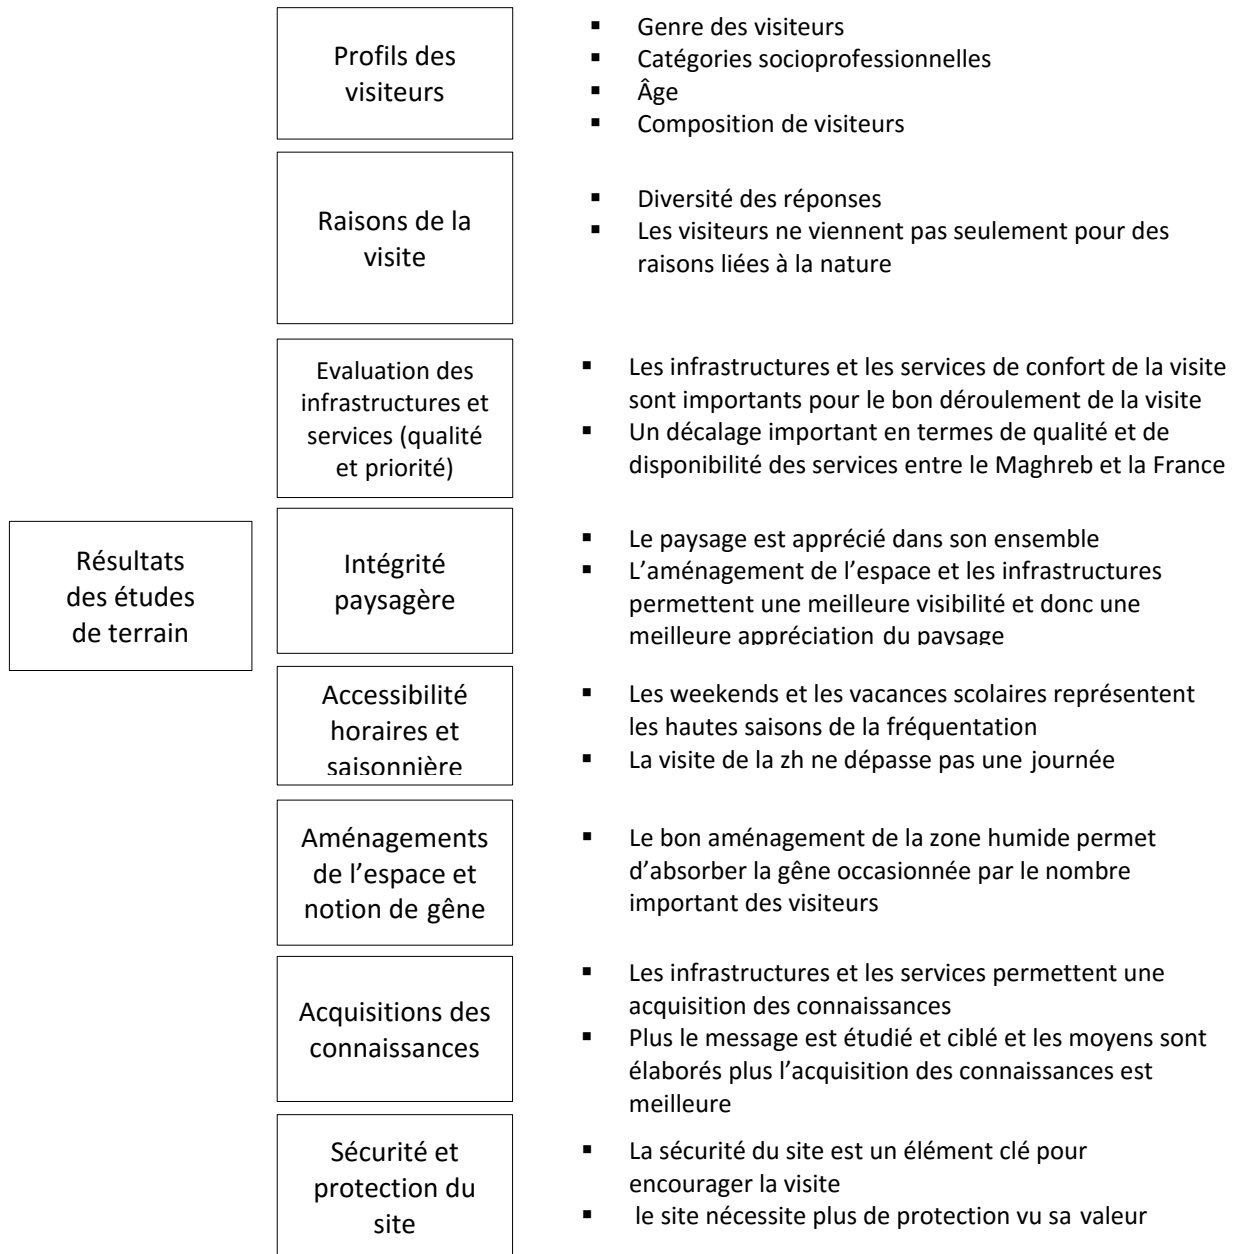 Profils des
visiteurs
▪ Genre des visiteurs
▪ Catégories socioprofessionnelles
▪ Âge
▪ Composition de visiteurs
Raisons de la
visite
▪ Diversité des réponses
▪ Les visiteurs ne viennent pas seulement pour des
raisons liées à la nature
Evaluation des
infrastructures et
services (qualité
et priorité)
▪ Les infrastructures et les services de confort de la visite
sont importants pour le bon déroulement de la visite
▪ Un décalage important en termes de qualité et de
disponibilité des services entre le Maghreb et la France
Résultats
des études
de terrain
Intégrité
paysagère
▪ Le paysage est apprécié dans son ensemble
▪ L’aménagement de l’espace et les infrastructures
permettent une meilleure visibilité et donc une
meilleure appréciation du paysage
Accessibilité
horaires et
saisonnière
▪ Les weekends et les vacances scolaires représentent
les hautes saisons de la fréquentation
▪ La visite de la zh ne dépasse pas une journée
Aménagements
de l’espace et
notion de gêne
▪ Le bon aménagement de la zone humide permet
d’absorber la gêne occasionnée par le nombre
important des visiteurs
Acquisitions des
connaissances
▪ Les infrastructures et les services permettent une
acquisition des connaissances
▪ Plus le message est étudié et ciblé et les moyens sont
élaborés plus l’acquisition des connaissances est
meilleure
Sécurité et
protection du
site
▪ La sécurité du site est un élément clé pour
encourager la visite
▪ le site nécessite plus de protection vu sa valeur